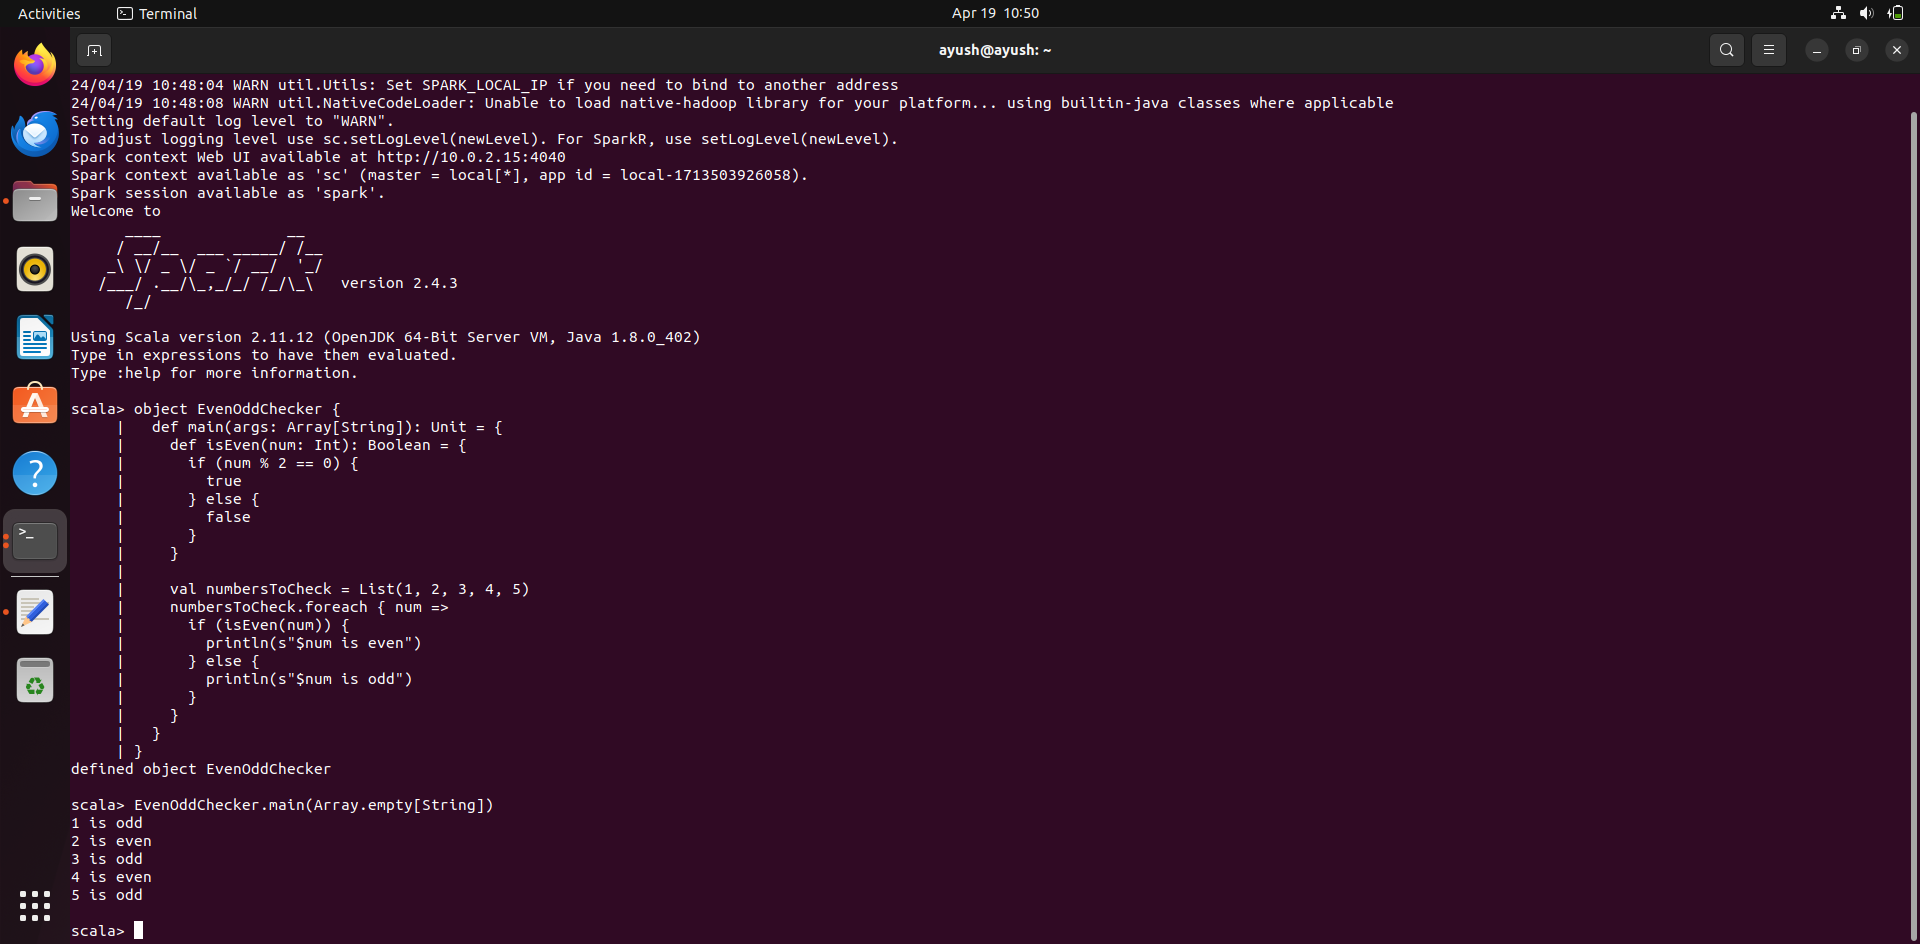 Activities Terminal Apr 19 10:50
ayush@ayush: ~
24/04/19 10:48:04 WARN util.Utils: Set SPARK_LOCAL_IP if you need to bind to another address
24/04/19 10:48:08 WARN util.NativeCodeLoader: Unable to load native-hadoop library for your platform... using builtin-java classes where applicable
Setting default log level to "WARN".
To adjust logging level use sc.setLogLevel(newLevel). For SparkR, use setLogLevel(newLevel).
Spark context Web UI available at http://10.0.2.15:4040
Spark context available as 'sc' (master = local[*], app id = local-1713503926058).
Spark session available as 'spark'.
Welcome to
      ____              __
     / __/__  ___ _____/ /__
    _\ \/ _ \/ _ `/ __/  '_/
   /___/ .__/\_,_/_/ /_/\_\   version 2.4.3
      /_/
Using Scala version 2.11.12 (OpenJDK 64-Bit Server VM, Java 1.8.0_402)
Type in expressions to have them evaluated.
Type :help for more information.
scala> object EvenOddChecker {
     |   def main(args: Array[String]): Unit = {
     |     def isEven(num: Int): Boolean = {
     |       if (num % 2 == 0) {
     |         true
     |       } else {
     |         false
     |       }
     |     }
     |
     |     val numbersToCheck = List(1, 2, 3, 4, 5)
     |     numbersToCheck.foreach { num =>
     |       if (isEven(num)) {
     |         println(s"$num is even")
     |       } else {
     |         println(s"$num is odd")
     |       }
     |     }
     |   }
     | }
defined object EvenOddChecker
scala> EvenOddChecker.main(Array.empty[String])
1 is odd
2 is even
3 is odd
4 is even
5 is odd
scala>